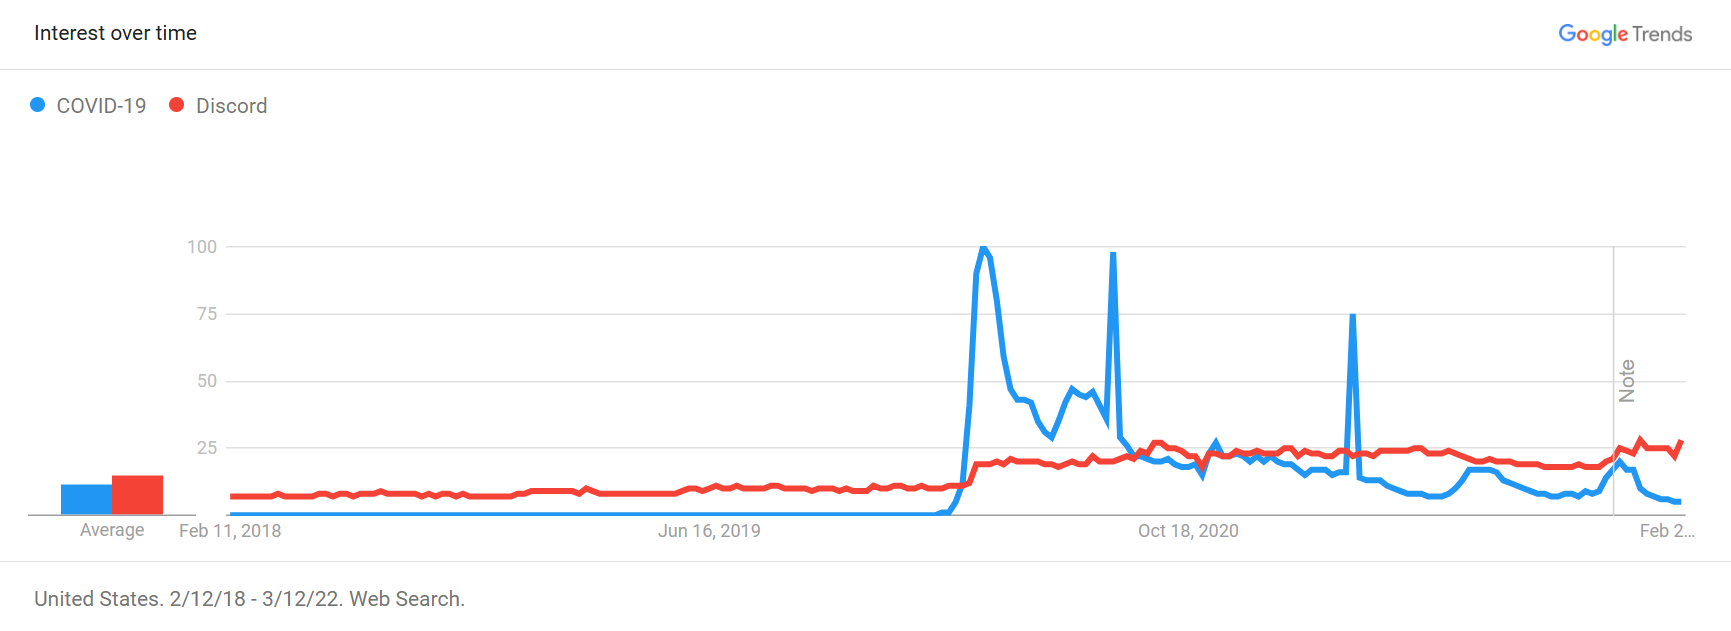 Interest over time
Google Trends
COVID-19 Discord
100
75
50
25
Note
Average
Feb 11, 2018 Jun 16, 2019 Oct 18, 2020 Feb 2...
United States. 2/12/18 - 3/12/22. Web Search.